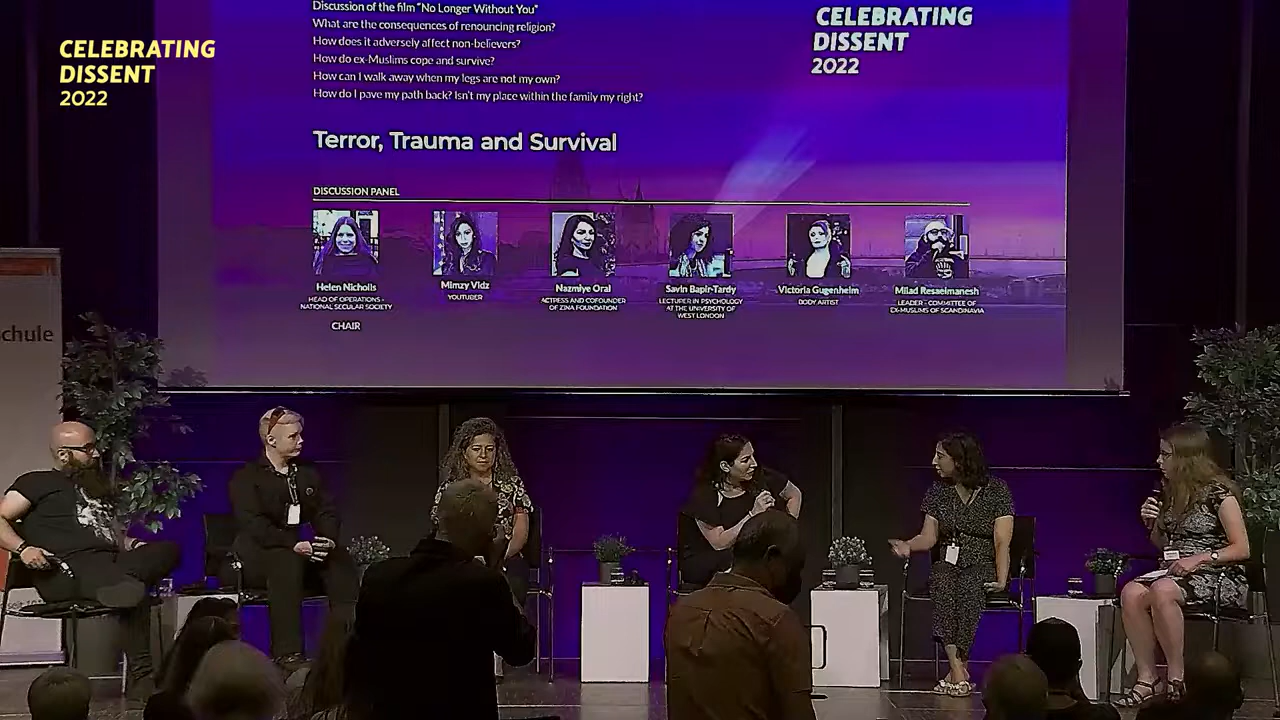 Discussion of the film "No Longer Without You"
What are the consequences of renouncing religion?
How does it adversely affect non-believers?
How do ex-Muslims cope and survive?
How can I walk away when my legs are not my own?
How do I pave my path back? Isn't my place within the family my right?
CELEBRATING
DISSENT
2022
CELEBRATING
DISSENT
2022
Terror, Trauma and Survival
DISCUSSION PANEL
Helen Nicholls
HEAD OF OPERATIONS -
NATIONAL SECULAR SOCIETY
CHAIR
Mimzy Vidz
YOUTUBER
Nazmiye Oral
ACTRESS AND COFOUNDER
OF ZINA FOUNDATION
Savin Bapir-Tardy
LECTURER IN PSYCHOLOGY
AT THE UNIVERSITY OF
WEST LONDON
Victoria Gugenheim
BODY ARTIST
Milad Resaeimanesh
LEADER - COMMITTEE OF
EX-MUSLIMS OF SCANDINAVIA
chule